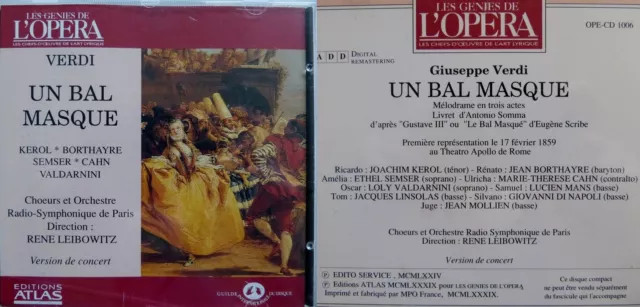 LES GENIES DE
L'OPERA
LES CHEFS-D'ŒUVRE DE L'ART LYRIQUE
VERDI
UN BAL
MASQUE
KEROL * BORTHAYRE
SEMSER * CAHN
VALDARNINI
Choeurs et Orchestre
Radio-Symphonique de Paris
Direction :
RENE LEIBOWITZ
Version de concert
EDITIONS
ATLAS
GUILDE DU DISQUE
LES GENIES DE
L'OPERA
LES CHEFS-D'ŒUVRE DE L'ART LYRIQUE
OPE-CD 1006
A D D DIGITAL
REMASTERING
Giuseppe Verdi
UN BAL MASQUE
Mélodrame en trois actes
Livret d'Antonio Somma
d'après "Gustave III" ou "Le Bal Masqué" d'Eugène Scribe
Première représentation le 17 février 1859
au Theatro Apollo de Rome
Ricardo : JOACHIM KEROL (ténor) - Rénato : JEAN BORTHAYRE (baryton)
Amélia : ETHEL SEMSER (soprano) - Ulricha : MARIE-THERESE CAHN (contralto)
Oscar : LOLY VALDARNINI (soprano) - Samuel : LUCIEN MANS (basse)
Tom : JACQUES LINSOLAS (basse) - Silvano : GIOVANNI DI NAPOLI (basse)
Juge : JEAN MOLLIEN (basse)
Choeurs et Orchestre Radio Symphonique de Paris
Direction : RENE LEIBOWITZ
Version de concert
℗ EDITO SERVICE , MCMLXXIV
℗ Editions ATLAS MCMLXXXIX pour LES GENIES DE L'OPERA
Imprimé et fabriqué par MPO France, MCMLXXXIX.
Ce disque compact
ne peut être vendu séparément
du fascicule qui l'accompagne